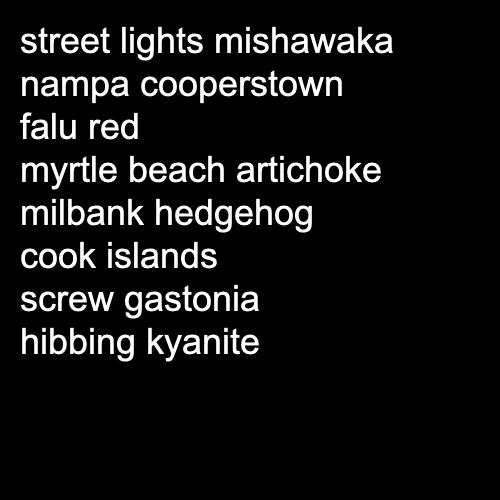 street lights mishawaka
nampa cooperstown
falu red
myrtle beach artichoke
milbank hedgehog
cook islands
screw gastonia
hibbing kyanite